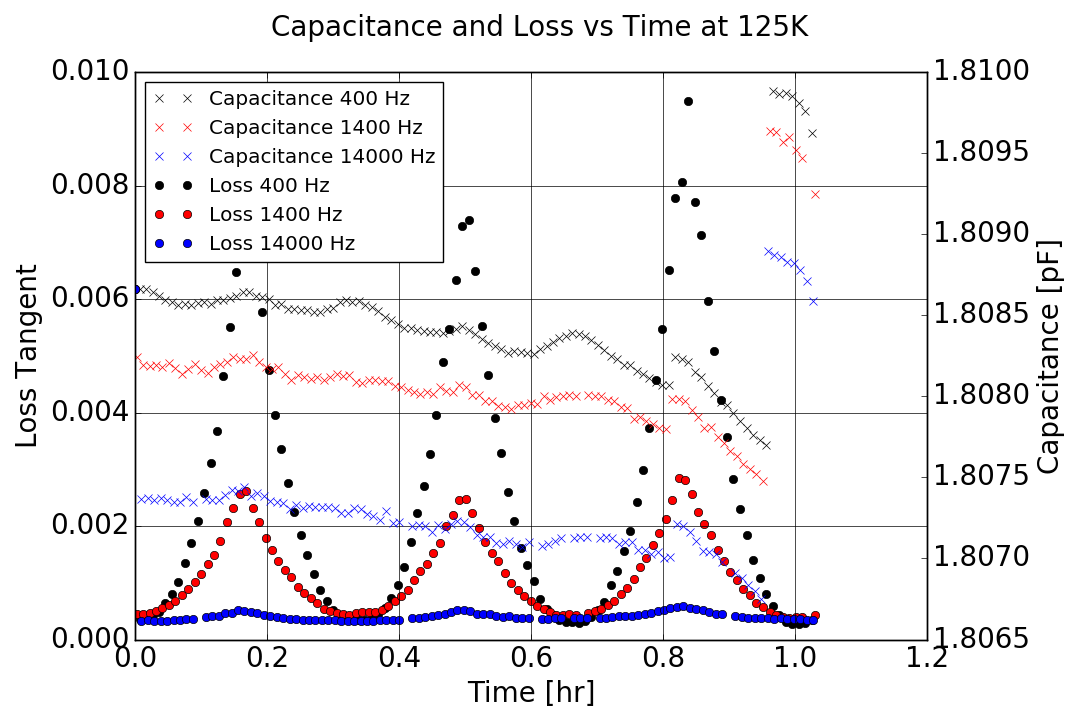 Capacitance and Loss vs Time at 125K
0.010
0.008
0.006
0.004
0.002
0.000
Loss Tangent
Capacitance 400 Hz
Capacitance 1400 Hz
Capacitance 14000 Hz
Loss 400 Hz
Loss 1400 Hz
Loss 14000 Hz
1.8100
1.8095
1.8090
1.8085
1.8080
1.8075
1.8070
1.8065
Capacitance [pF]
0.0 0.2 0.4 0.6 0.8 1.0 1.2
Time [hr]